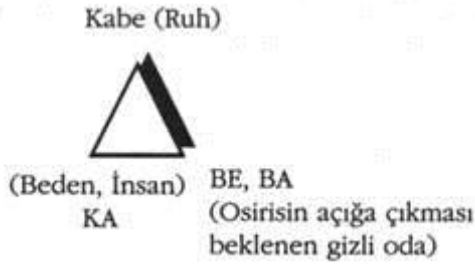 Kabe (Ruh)
(Beden, İnsan)
KA
BE, BA
(Osirisin açığa çıkması
beklenen gizli oda)